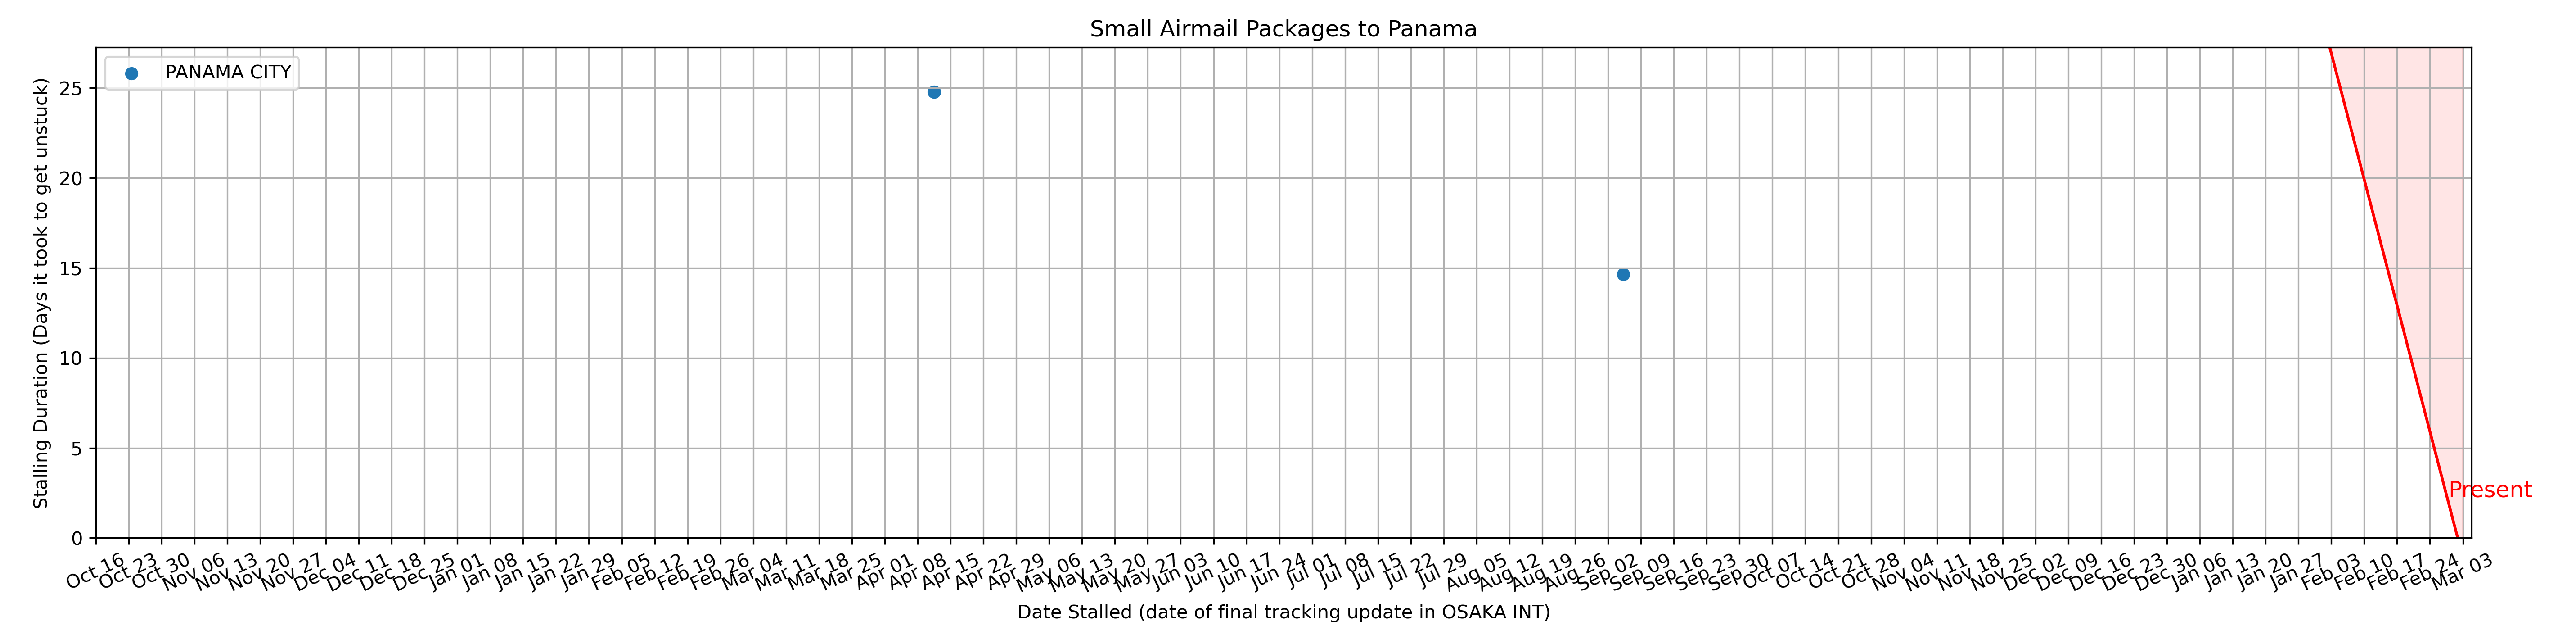 Small Airmail Packages to Panama
PANAMA CITY
Stalling Duration (Days it took to get unstuck)
25
20
15
10
5
0
Present
Oct 16 Oct 23 Oct 30 Nov 06 Nov 13 Nov 20 Nov 27 Dec 04 Dec 11 Dec 18 Dec 25 Jan 01 Jan 08 Jan 15 Jan 22 Jan 29 Feb 05 Feb 12 Feb 19 Feb 26 Mar 04 Mar 11 Mar 18 Mar 25 Apr 01 Apr 08 Apr 15 Apr 22 Apr 29 May 06 May 13 May 20 May 27 Jun 03 Jun 10 Jun 17 Jun 24 Jul 01 Jul 08 Jul 15 Jul 22 Jul 29 Aug 05 Aug 12 Aug 19 Aug 26 Sep 02 Sep 09 Sep 16 Sep 23 Sep 30 Oct 07 Oct 14 Oct 21 Oct 28 Nov 04 Nov 11 Nov 18 Nov 25 Dec 02 Dec 09 Dec 16 Dec 23 Dec 30 Jan 06 Jan 13 Jan 20 Jan 27 Feb 03 Feb 10 Feb 17 Feb 24 Mar 03
Date Stalled (date of final tracking update in OSAKA INT)